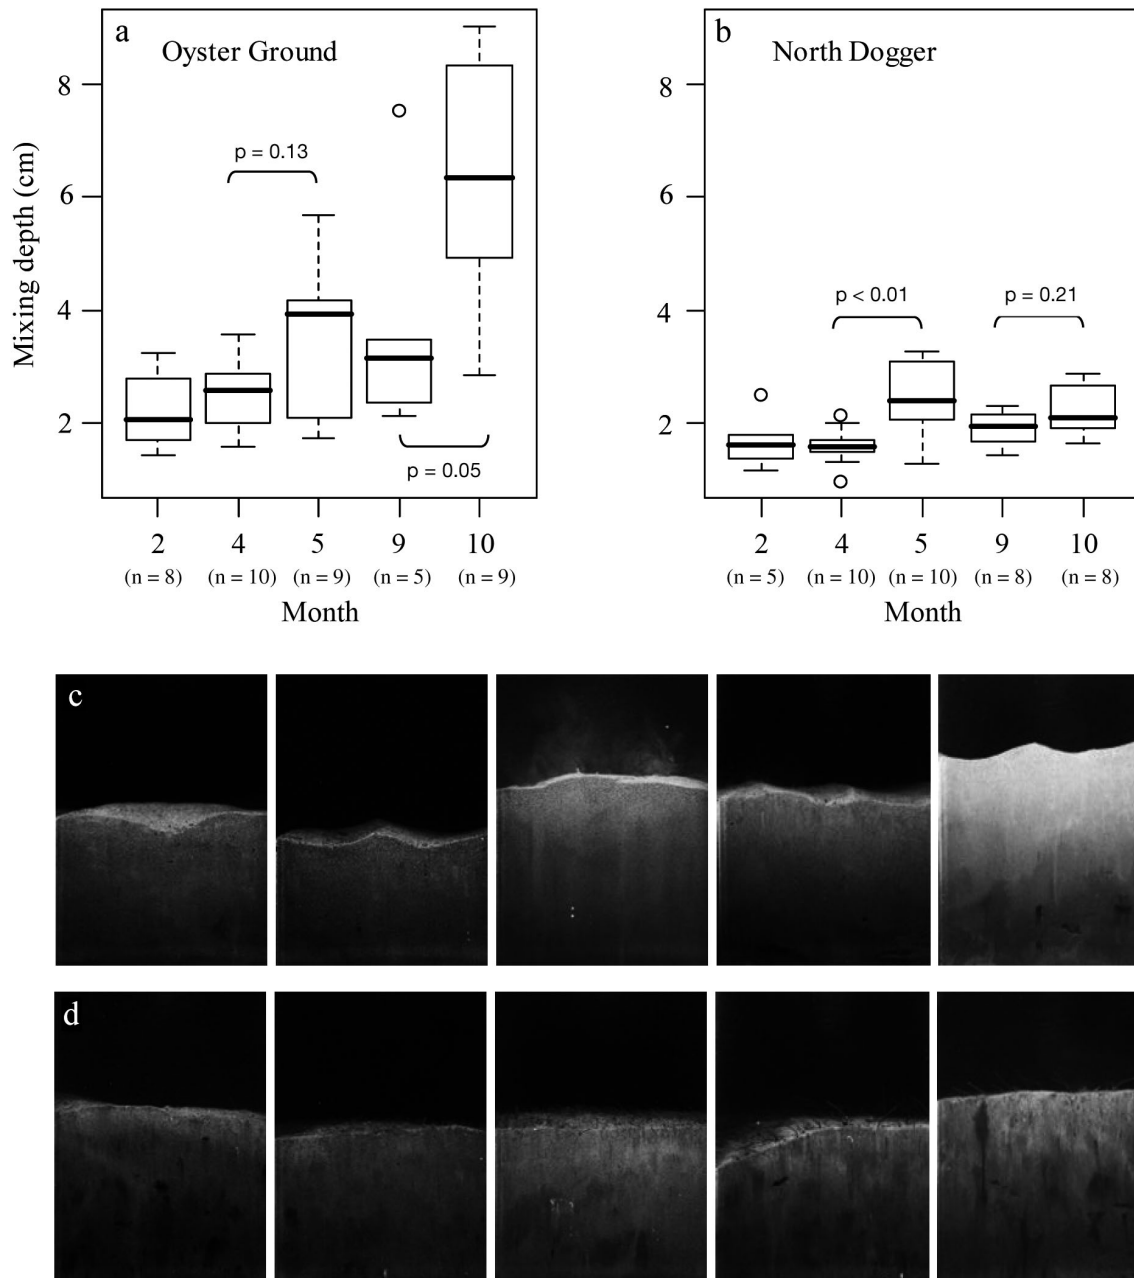 a
Oyster Ground
b
North Dogger
Mixing depth (cm)
8
6
4
2
p = 0.13
p = 0.05
8
6
4
2
p < 0.01
p = 0.21
2 4 5 9 10
(n = 8) (n = 10) (n = 9) (n = 5) (n = 9)
Month
2 4 5 9 10
(n = 5) (n = 10) (n = 10) (n = 8) (n = 8)
Month
c
d